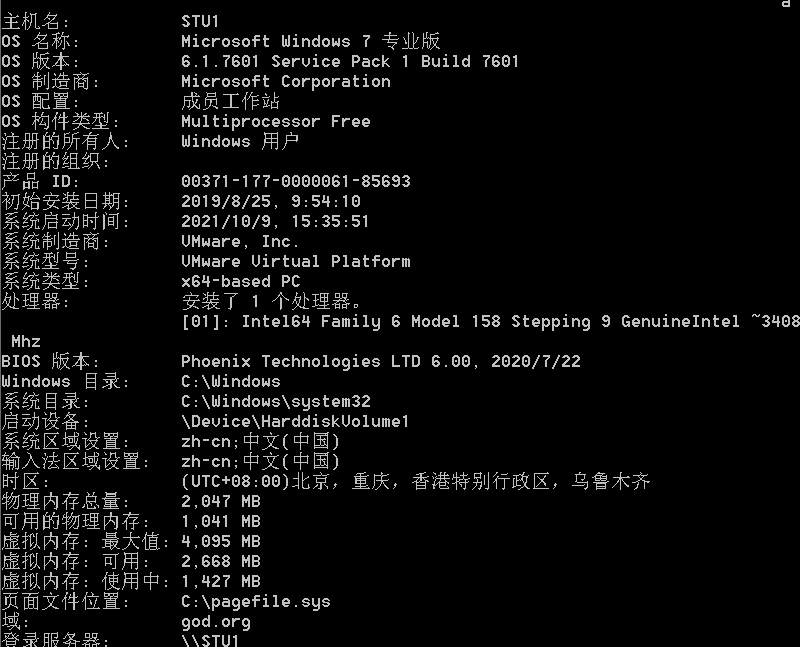 主机名:           STU1
OS 名称:          Microsoft Windows 7 专业版
OS 版本:          6.1.7601 Service Pack 1 Build 7601
OS 制造商:        Microsoft Corporation
OS 配置:          成员工作站
OS 构件类型:      Multiprocessor Free
注册的所有人:     Windows 用户
注册的组织:
产品 ID:          00371-177-0000061-85693
初始安装日期:     2019/8/25, 9:54:10
系统启动时间:     2021/10/9, 15:35:51
系统制造商:       VMware, Inc.
系统型号:         VMware Virtual Platform
系统类型:         x64-based PC
处理器:           安装了 1 个处理器。
                  [01]: Intel64 Family 6 Model 158 Stepping 9 GenuineIntel ~3408
 Mhz
BIOS 版本:        Phoenix Technologies LTD 6.00, 2020/7/22
Windows 目录:     C:\Windows
系统目录:         C:\Windows\system32
启动设备:         \Device\HarddiskVolume1
系统区域设置:     zh-cn;中文(中国)
输入法区域设置:   zh-cn;中文(中国)
时区:             (UTC+08:00)北京，重庆，香港特别行政区，乌鲁木齐
物理内存总量:     2,047 MB
可用的物理内存:   1,041 MB
虚拟内存: 最大值: 4,095 MB
虚拟内存: 可用:   2,668 MB
虚拟内存: 使用中: 1,427 MB
页面文件位置:     C:\pagefile.sys
域:               god.org
登录服务器:       \\STU1